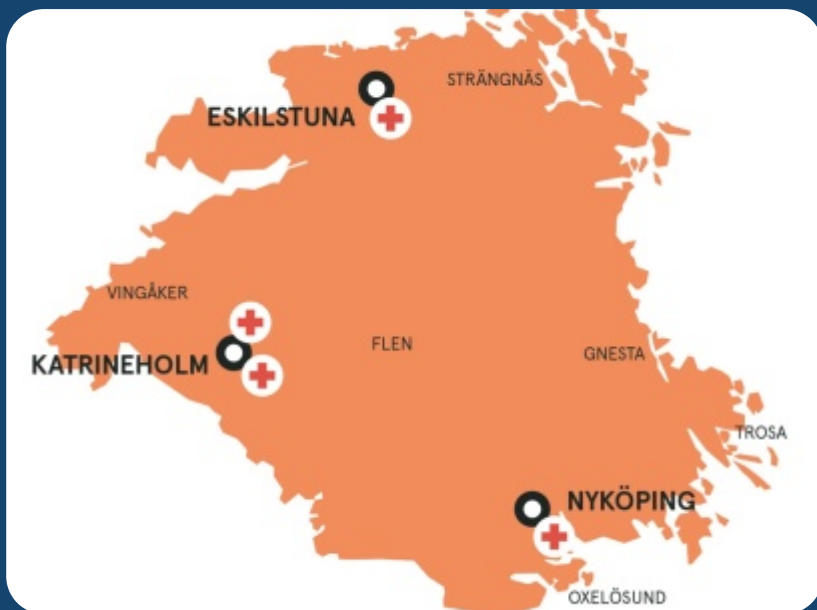 STRÄNGNÄS
ESKILSTUNA
VINGÅKER
FLEN
GNESTA
KATRINEHOLM
TROSA
NYKÖPING
OXELÖSUND